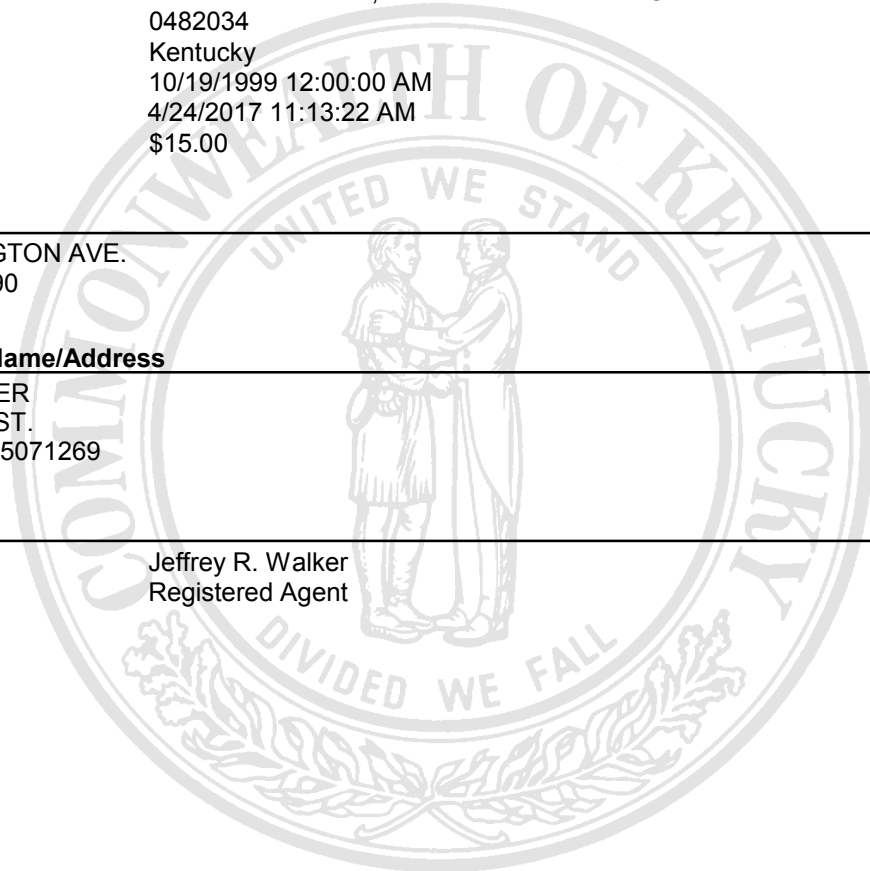 0482034
Kentucky
10/19/1999 12:00:00 AM
4/24/2017 11:13:22 AM
$15.00
GTON AVE.
90
Name/Address
ER
ST.
5071269
Jeffrey R. Walker
Registered Agent
COMMONWEALTH OF KENTUCKY
UNITED WE STAND
DIVIDED WE FALL